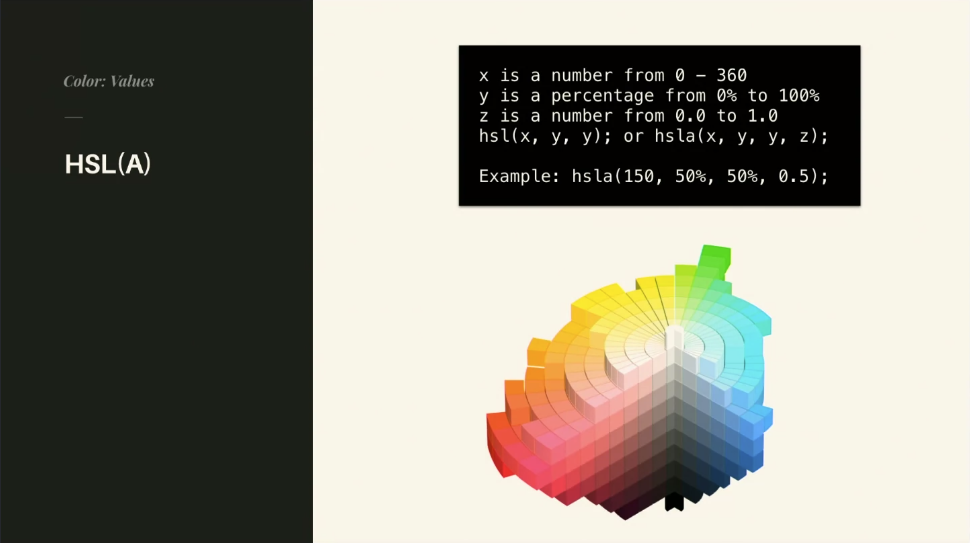 Color: Values
HSL(A)
x is a number from 0 – 360
y is a percentage from 0% to 100%
z is a number from 0.0 to 1.0
hsl(x, y, y); or hsla(x, y, y, z);
Example: hsla(150, 50%, 50%, 0.5);